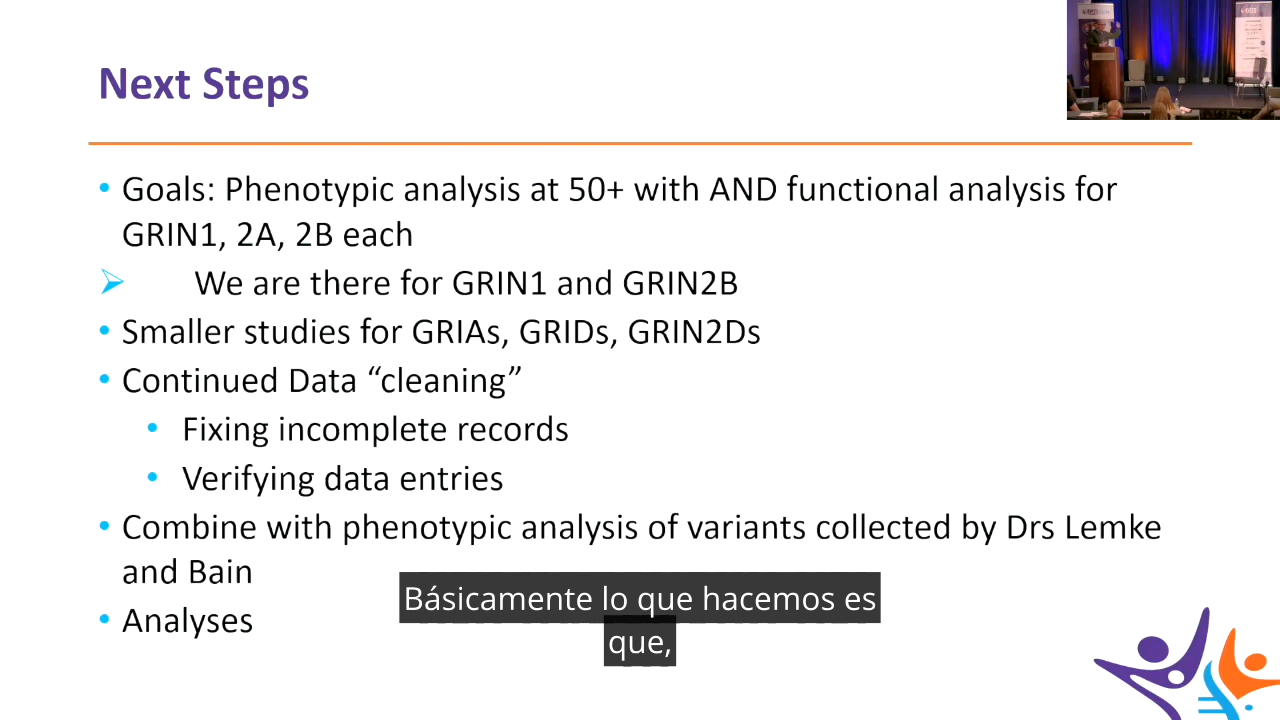 Next Steps
• Goals: Phenotypic analysis at 50+ with AND functional analysis for
GRIN1, 2A, 2B each
➢ We are there for GRIN1 and GRIN2B
• Smaller studies for GRIAs, GRIDs, GRIN2Ds
• Continued Data “cleaning”
• Fixing incomplete records
• Verifying data entries
• Combine with phenotypic analysis of variants collected by Drs Lemke
and Bain
• Analyses
Básicamente lo que hacemos es
que,